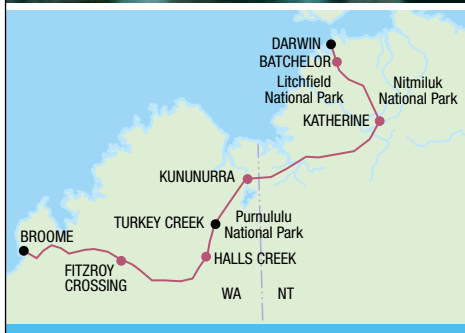 DARWIN
BATCHELOR
Litchfield
National Park
Nitmiluk
National Park
KATHERINE
KUNUNURRA
TURKEY CREEK
Purnululu
National Park
BROOME
FITZROY
CROSSING
HALLS CREEK
WA
NT